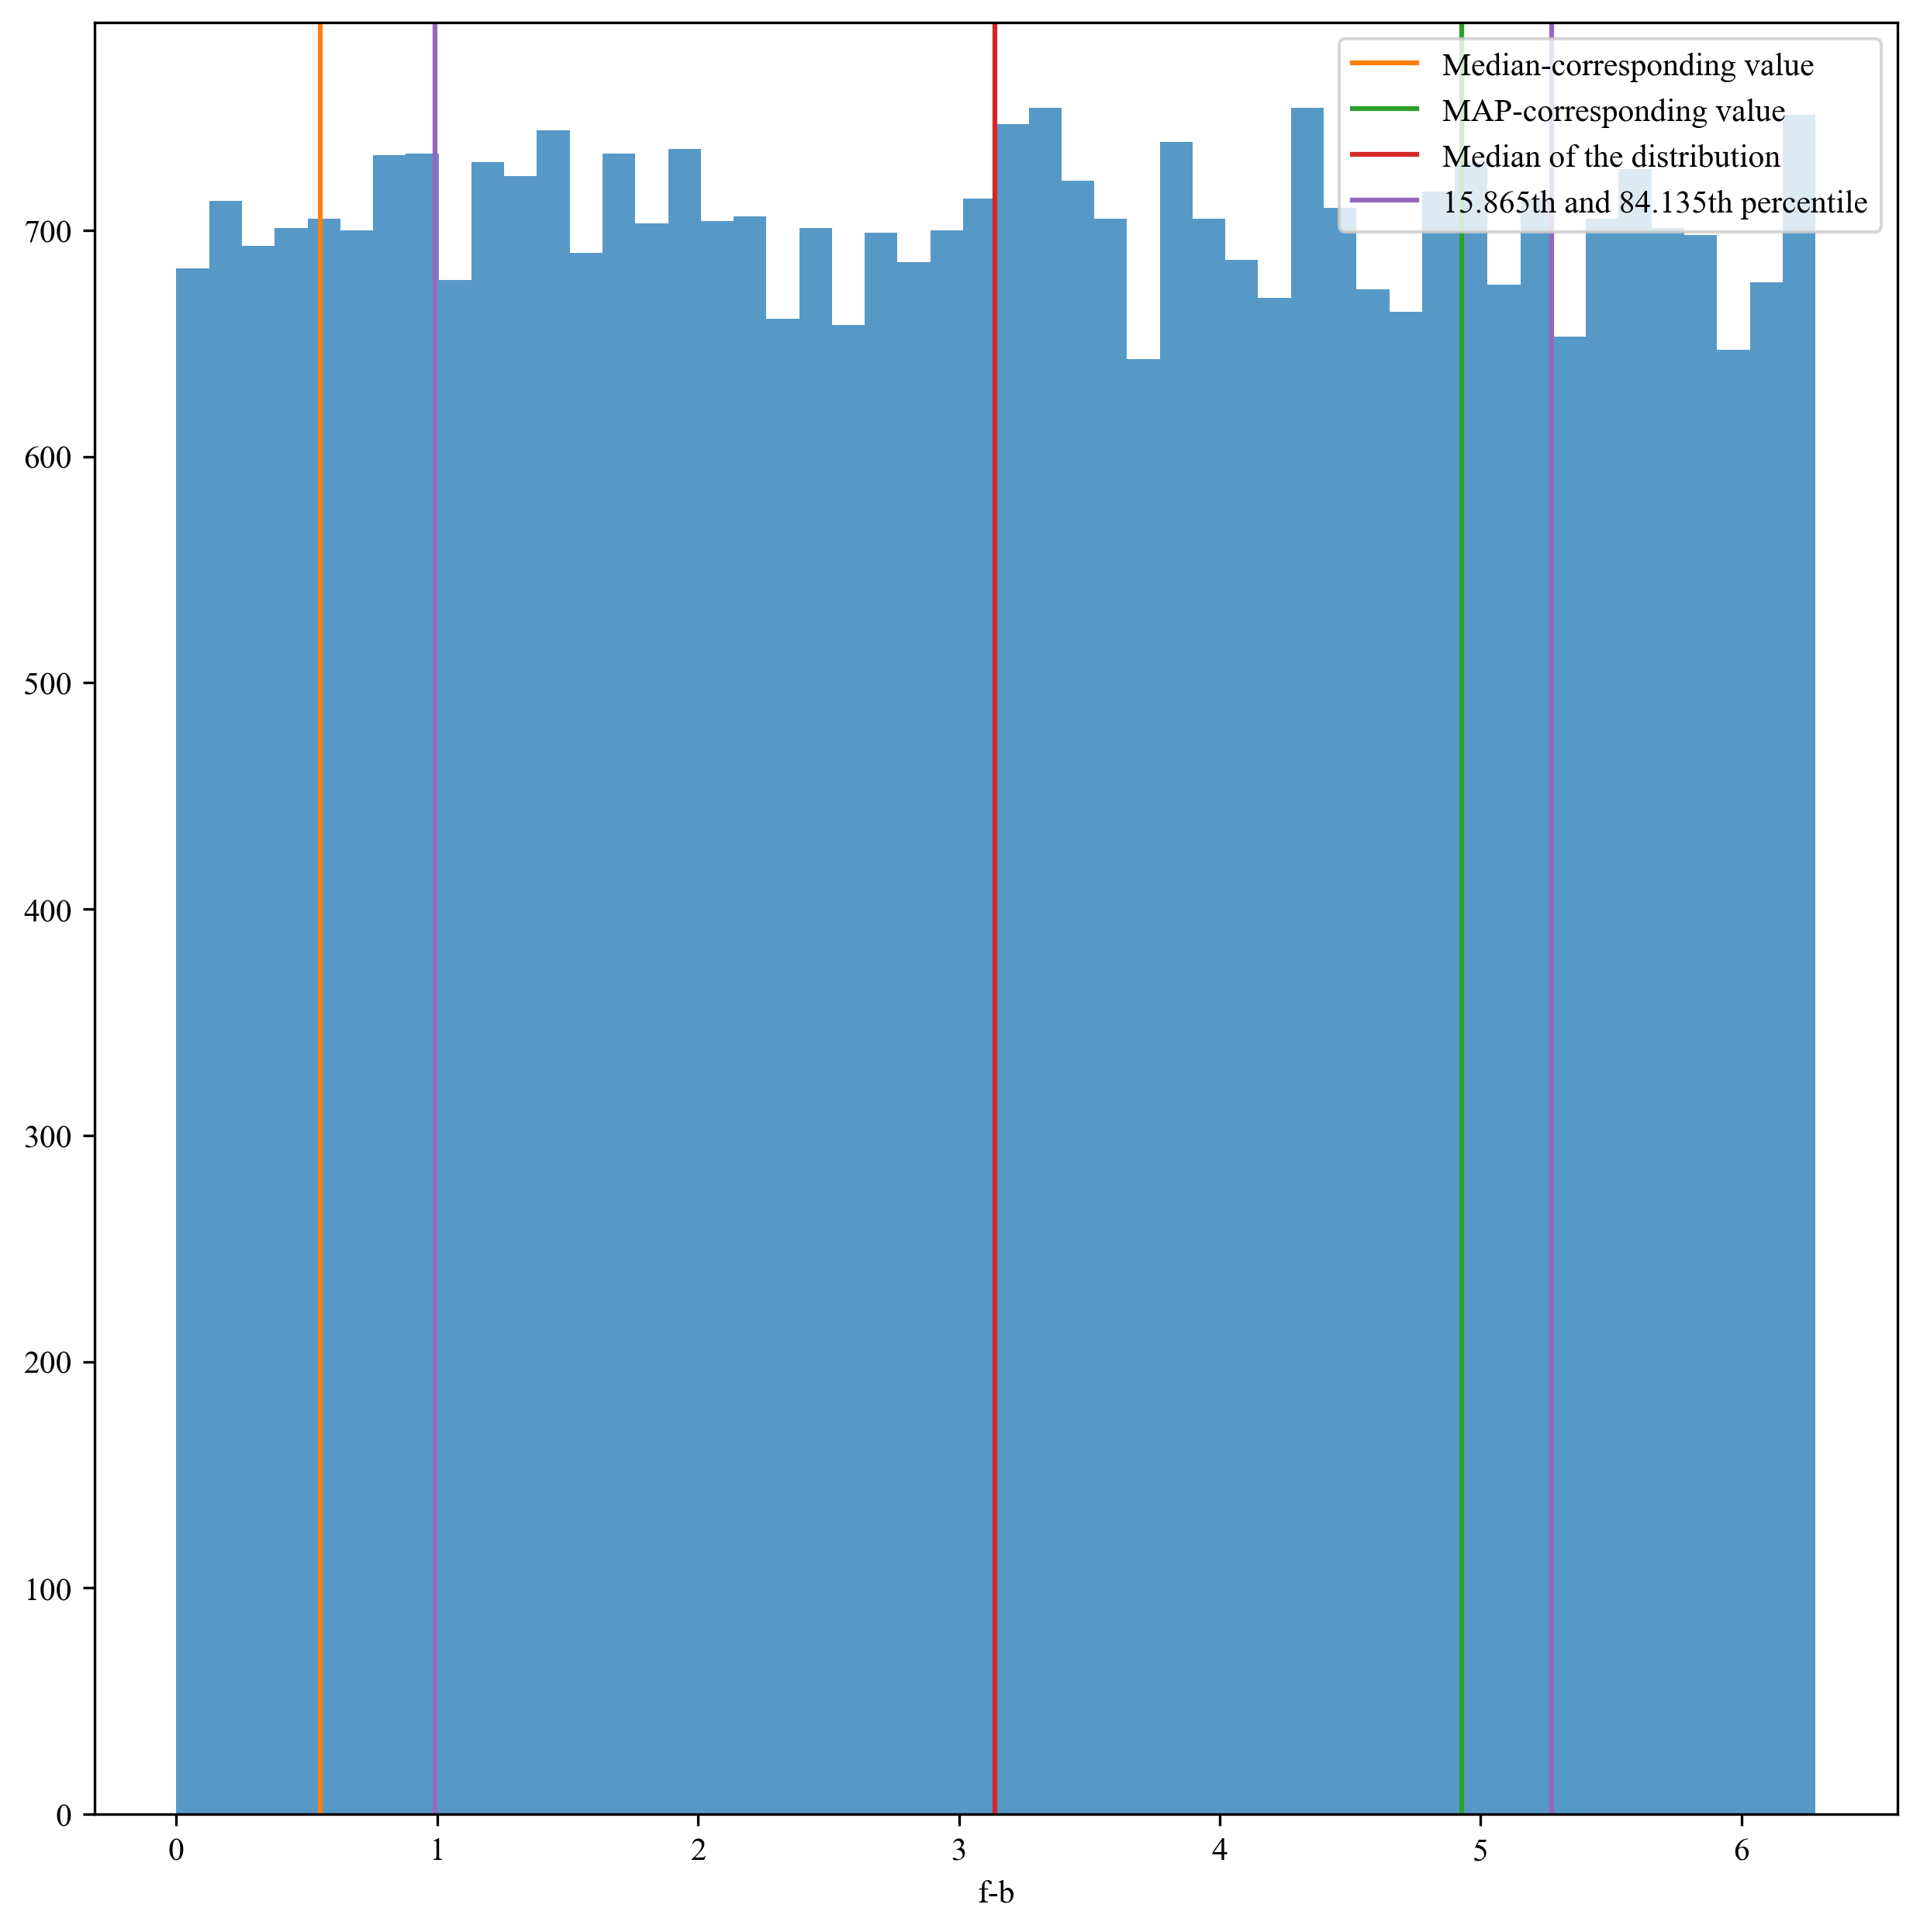 Median-corresponding value
MAP-corresponding value
Median of the distribution
15.865th and 84.135th percentile
700
600
500
400
300
200
100
0
0 1 2 3 4 5 6
f-b